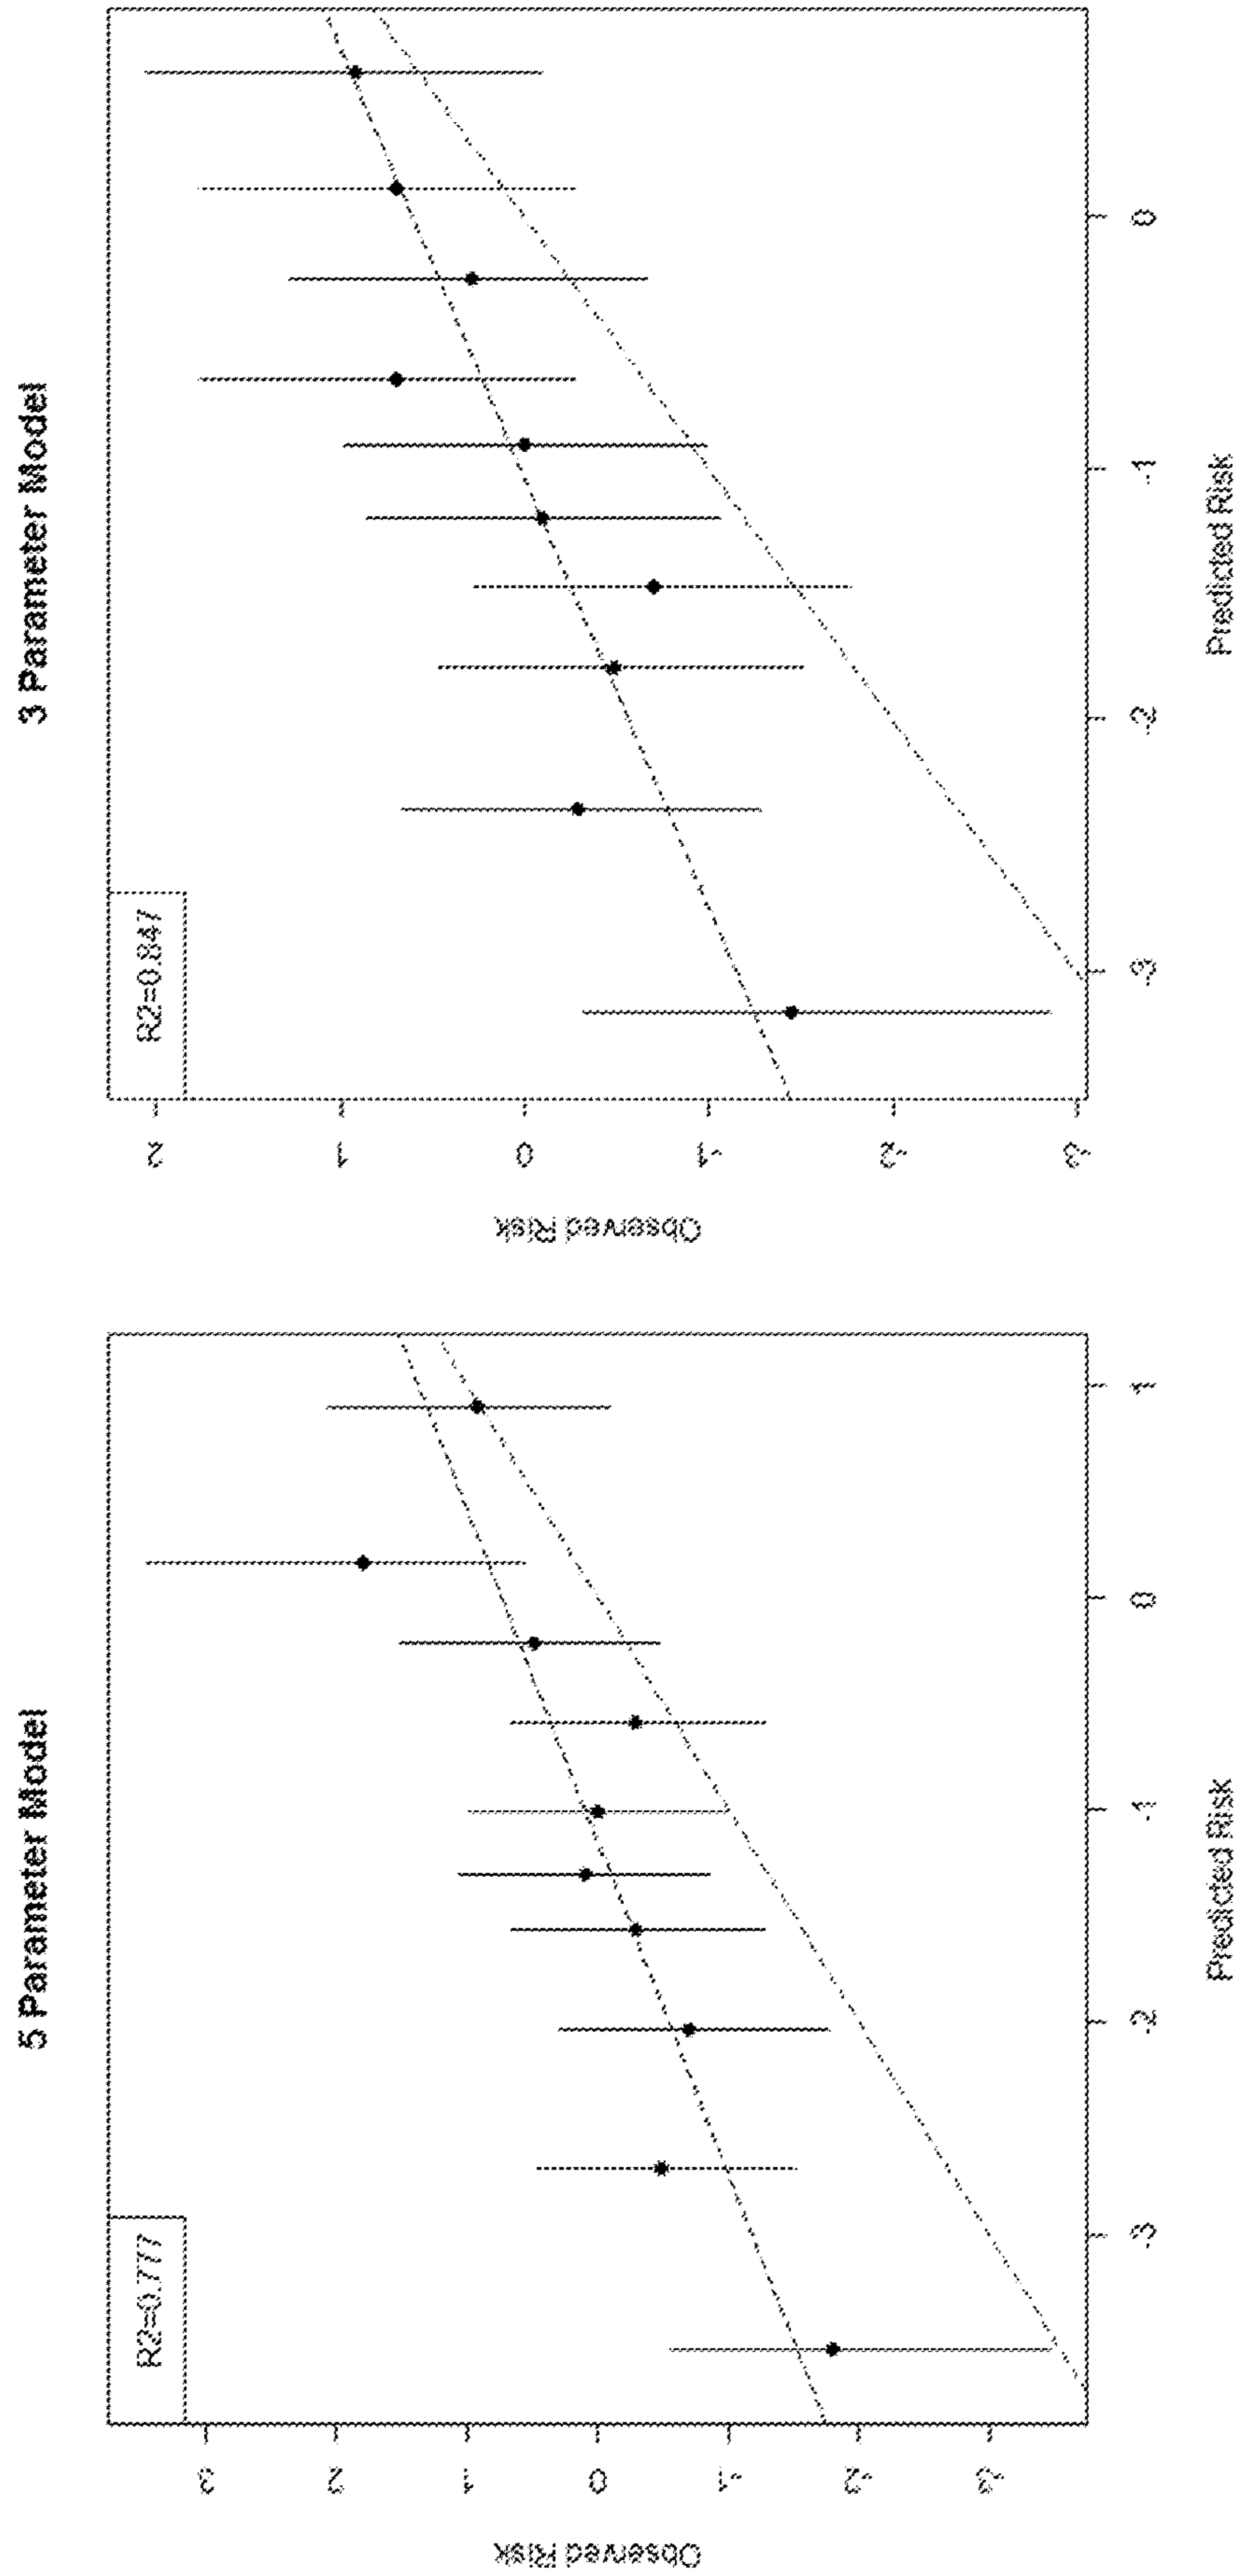 5 Parameter Model
R2=0.777
Observed Risk
3
2
1
0
-1
-2
-3
-3
-2
-1
0
1
Predicted Risk
3 Parameter Model
R2=0.847
Observed Risk
2
1
0
-1
-2
-3
-3
-2
-1
0
Predicted Risk